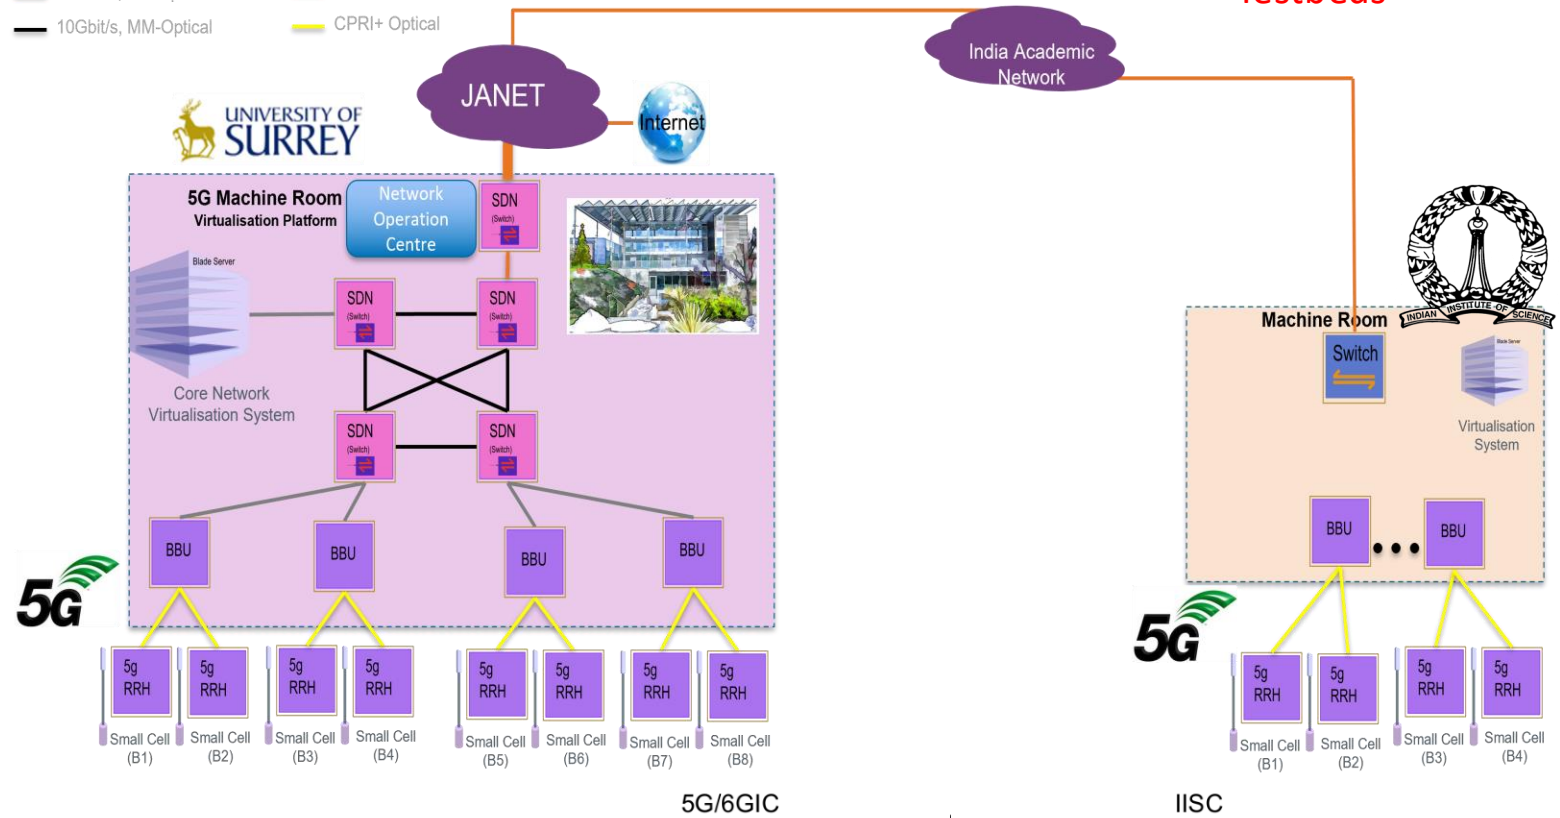 10Gbit/s, MM-Optical
CPRI+ Optical
JANET
India Academic
Network
Internet
UNIVERSITY OF
SURREY
5G Machine Room
Virtualisation Platform
Network
Operation
Centre
SDN
(Switch)
Blade Server
SDN
(Switch)
SDN
(Switch)
Core Network
Virtualisation System
SDN
(Switch)
SDN
(Switch)
BBU
BBU
BBU
BBU
5G
5g
RRH
5g
RRH
5g
RRH
5g
RRH
5g
RRH
5g
RRH
5g
RRH
5g
RRH
Small Cell
(B1)
Small Cell
(B2)
Small Cell
(B3)
Small Cell
(B4)
Small Cell
(B5)
Small Cell
(B6)
Small Cell
(B7)
Small Cell
(B8)
5G/6GIC
INDIAN INSTITUTE OF SCIENCE
Machine Room
Switch
Blade Server
Virtualisation
System
BBU
BBU
5G
5g
RRH
5g
RRH
5g
RRH
5g
RRH
Small Cell
(B1)
Small Cell
(B2)
Small Cell
(B3)
Small Cell
(B4)
IISC